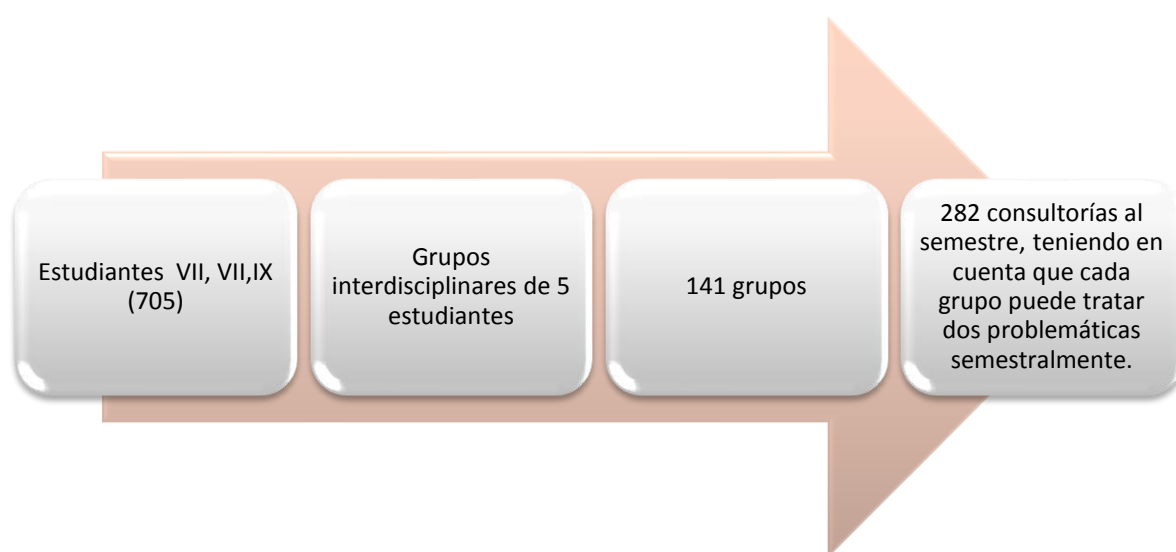 Estudiantes VII, VII,IX
(705)
Grupos
interdisciplinares de 5
estudiantes
141 grupos
282 consultorías al
semestre, teniendo en
cuenta que cada
grupo puede tratar
dos problemáticas
semestralmente.